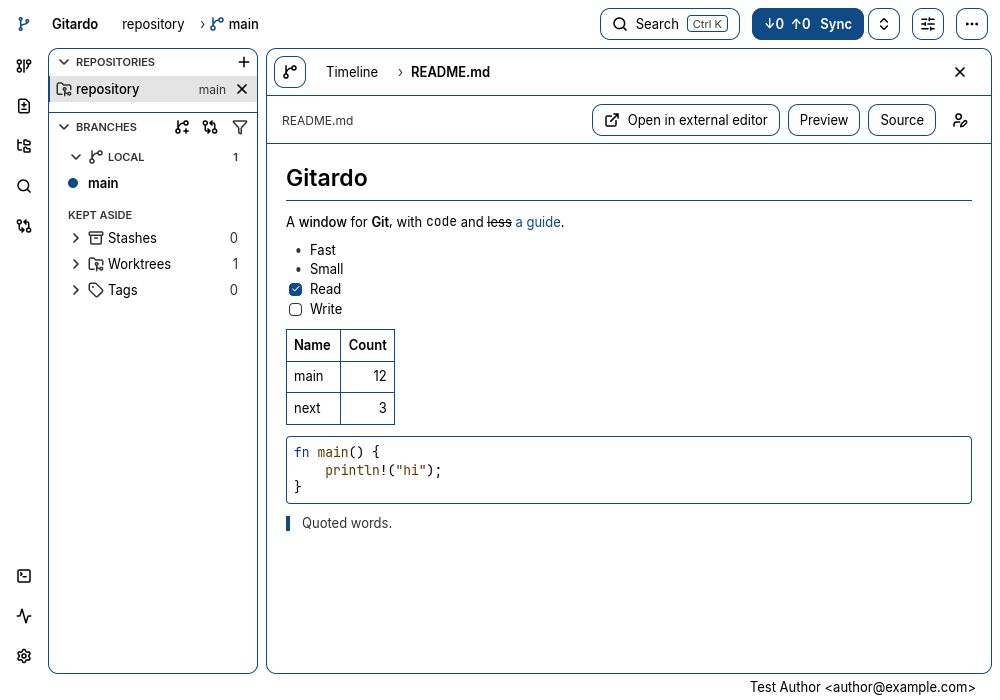 Gitardo repository › main Search Ctrl K ↓0 ↑0 Sync
REPOSITORIES
repository main
BRANCHES
LOCAL 1
main
KEPT ASIDE
Stashes 0
Worktrees 1
Tags 0
Timeline › README.md
README.md Open in external editor Preview Source
Gitardo
A window for Git, with code and less a guide.
• Fast
• Small
Read
Write
Name Count
main 12
next 3
fn main() {
    println!("hi");
}
Quoted words.
Test Author <author@example.com>